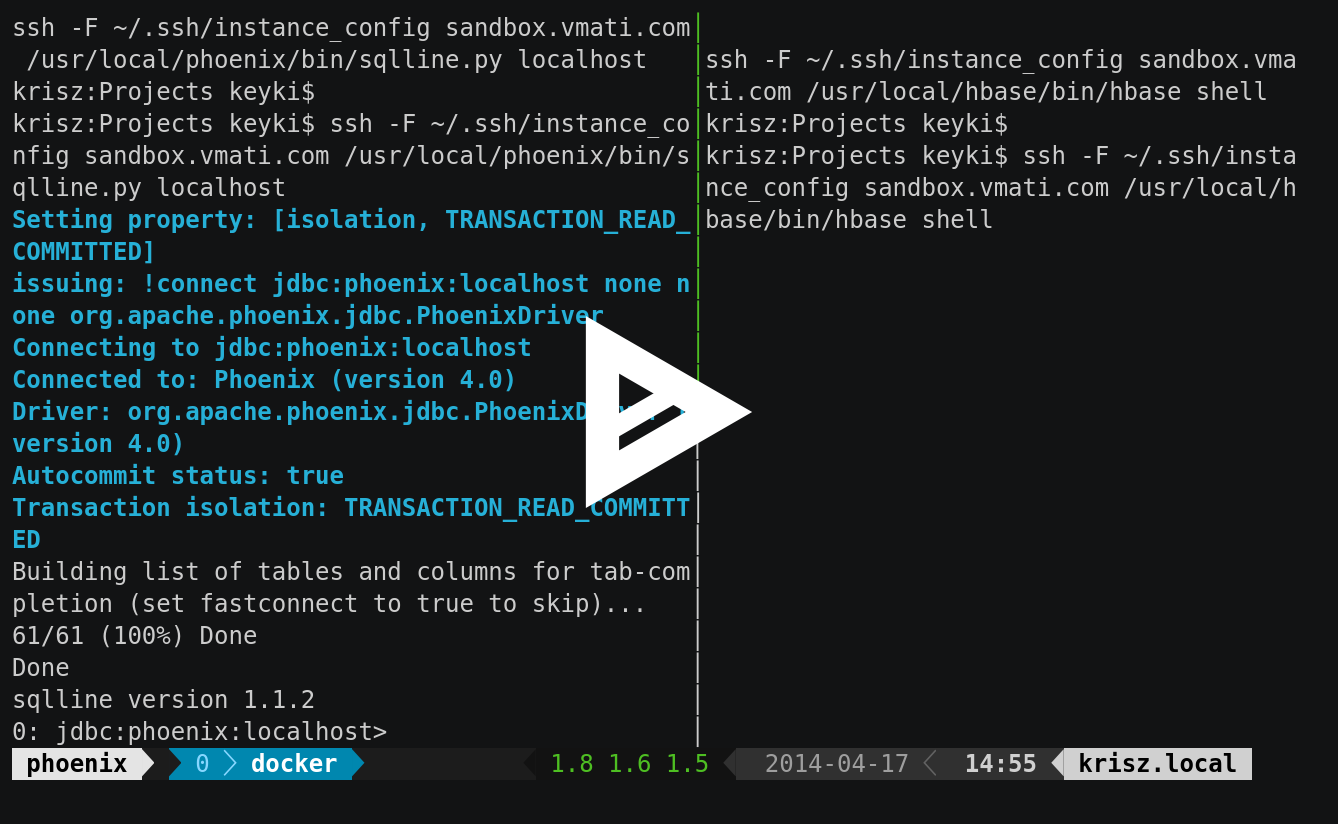 ssh -F ~/.ssh/instance_config sandbox.vmati.com
/usr/local/phoenix/bin/sqlline.py localhost
krisz:Projects keyki$
krisz:Projects keyki$ ssh -F ~/.ssh/instance_co
nfig sandbox.vmati.com /usr/local/phoenix/bin/s
qlline.py localhost
Setting property: [isolation, TRANSACTION_READ_
COMMITTED]
issuing: !connect jdbc:phoenix:localhost none n
one org.apache.phoenix.jdbc.PhoenixDriver
Connecting to jdbc:phoenix:localhost
Connected to: Phoenix (version 4.0)
Driver: org.apache.phoenix.jdbc.
version 4.0)
Autocommit status: true
Transaction isolation: TRANSACTION_READ_COMMITT
ED
Building list of tables and columns for tab-com
pletion (set fastconnect to true to skip)...
61/61 (100%) Done
Done
sqlline version 1.1.2
0: jdbc:phoenix:localhost>
ssh -F ~/.ssh/instance_config sandbox.vma
ti.com /usr/local/hbase/bin/hbase shell
krisz:Projects keyki$
krisz:Projects keyki$ ssh -F ~/.ssh/insta
nce_config sandbox.vmati.com /usr/local/h
base/bin/hbase shell
phoenix 0 docker 1.8 1.6 1.5 2014-04-17 14:55 krisz.local